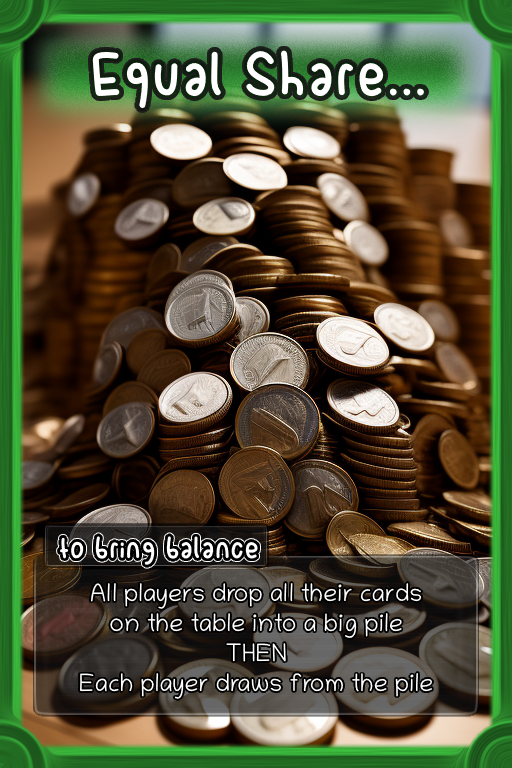 Equal Share...
to bring balance
All players drop all their cards
on the table into a big pile
THEN
Each player draws from the pile